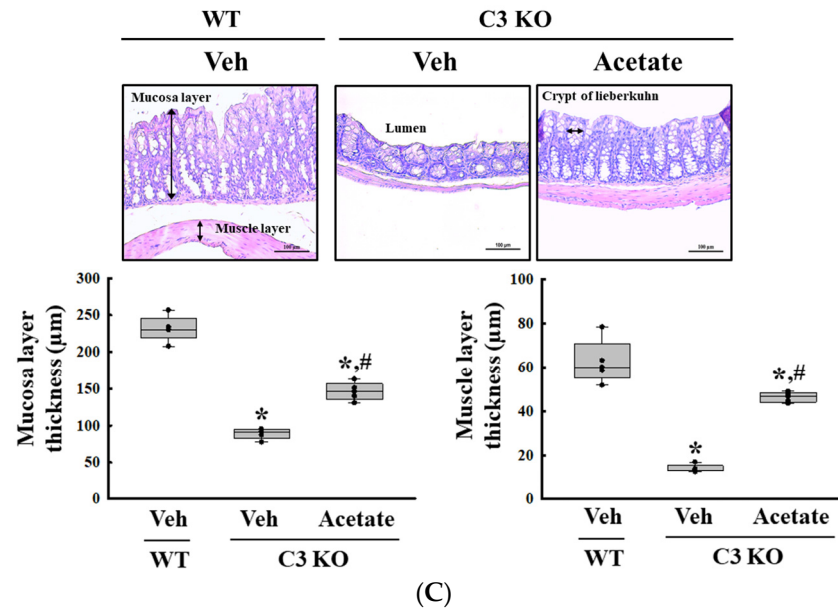 WT C3 KO
Veh Veh Acetate
Mucosa layer
Muscle layer
100 μm
Lumen
100 μm
Crypt of lieberkuhn
100 μm
Mucosa layer
thickness (μm)
300
250
200
150
100
50
0
*
*,#
Veh Veh Acetate
WT C3 KO
Muscle layer
thickness (μm)
100
80
60
40
20
0
*
*,#
Veh Veh Acetate
WT C3 KO
(C)